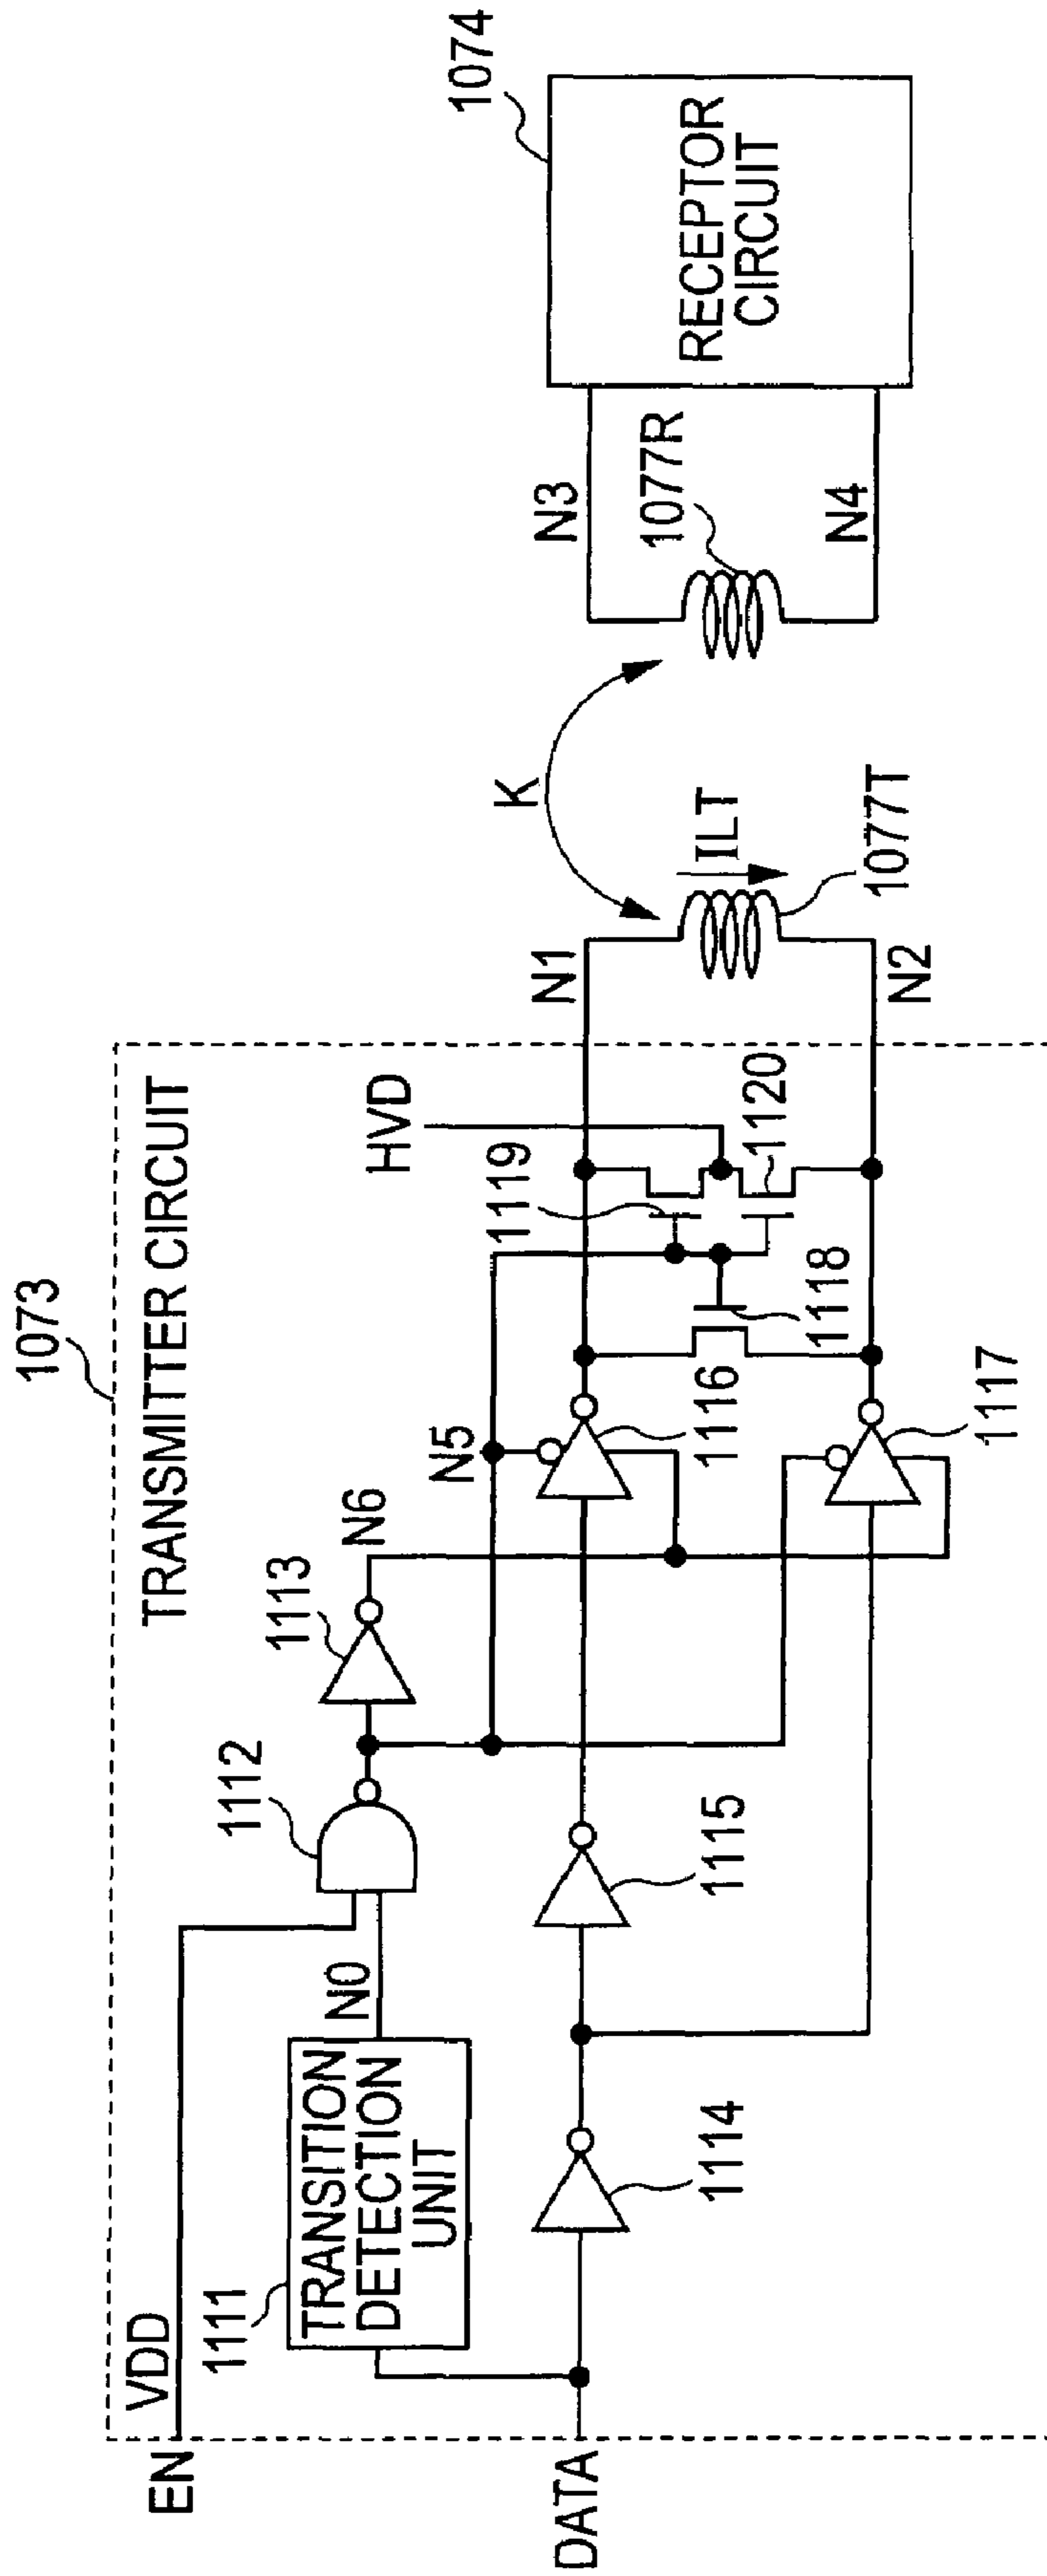 1073
TRANSMITTER CIRCUIT
EN
VDD
1111
TRANSITION
DETECTION
UNIT
N0
1112
1113
N6
N5
HVD
DATA
1114
1115
1116
1117
1118
1119
1120
N1
N2
ILT
1077T
K
N3
N4
1077R
1074
RECEPTOR
CIRCUIT